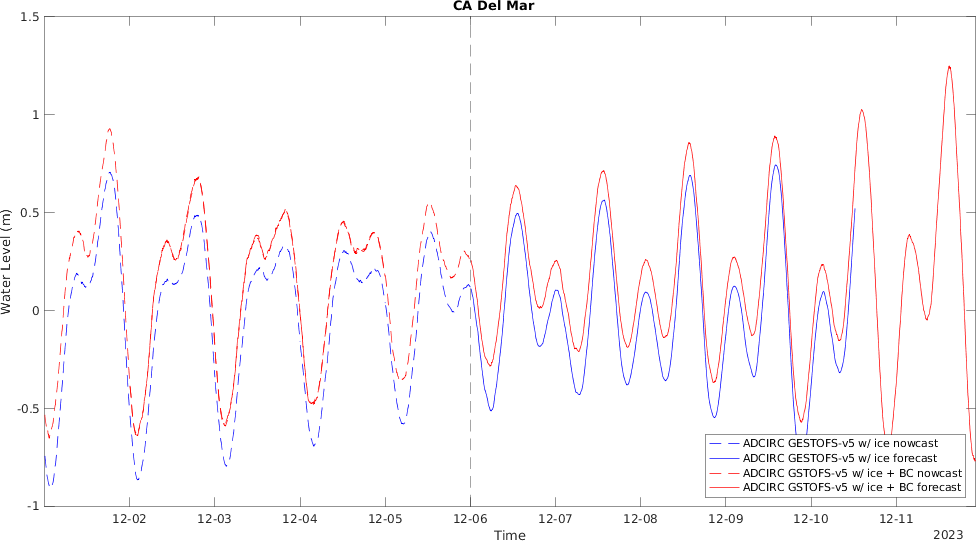 CA Del Mar
1.5
1
0.5
0
-0.5
-1
Water Level (m)
12-02 12-03 12-04 12-05 12-06 12-07 12-08 12-09 12-10 12-11
Time
2023
ADCIRC GESTOFS-v5 w/ ice nowcast
ADCIRC GESTOFS-v5 w/ ice forecast
ADCIRC GSTOFS-v5 w/ ice + BC nowcast
ADCIRC GSTOFS-v5 w/ ice + BC forecast